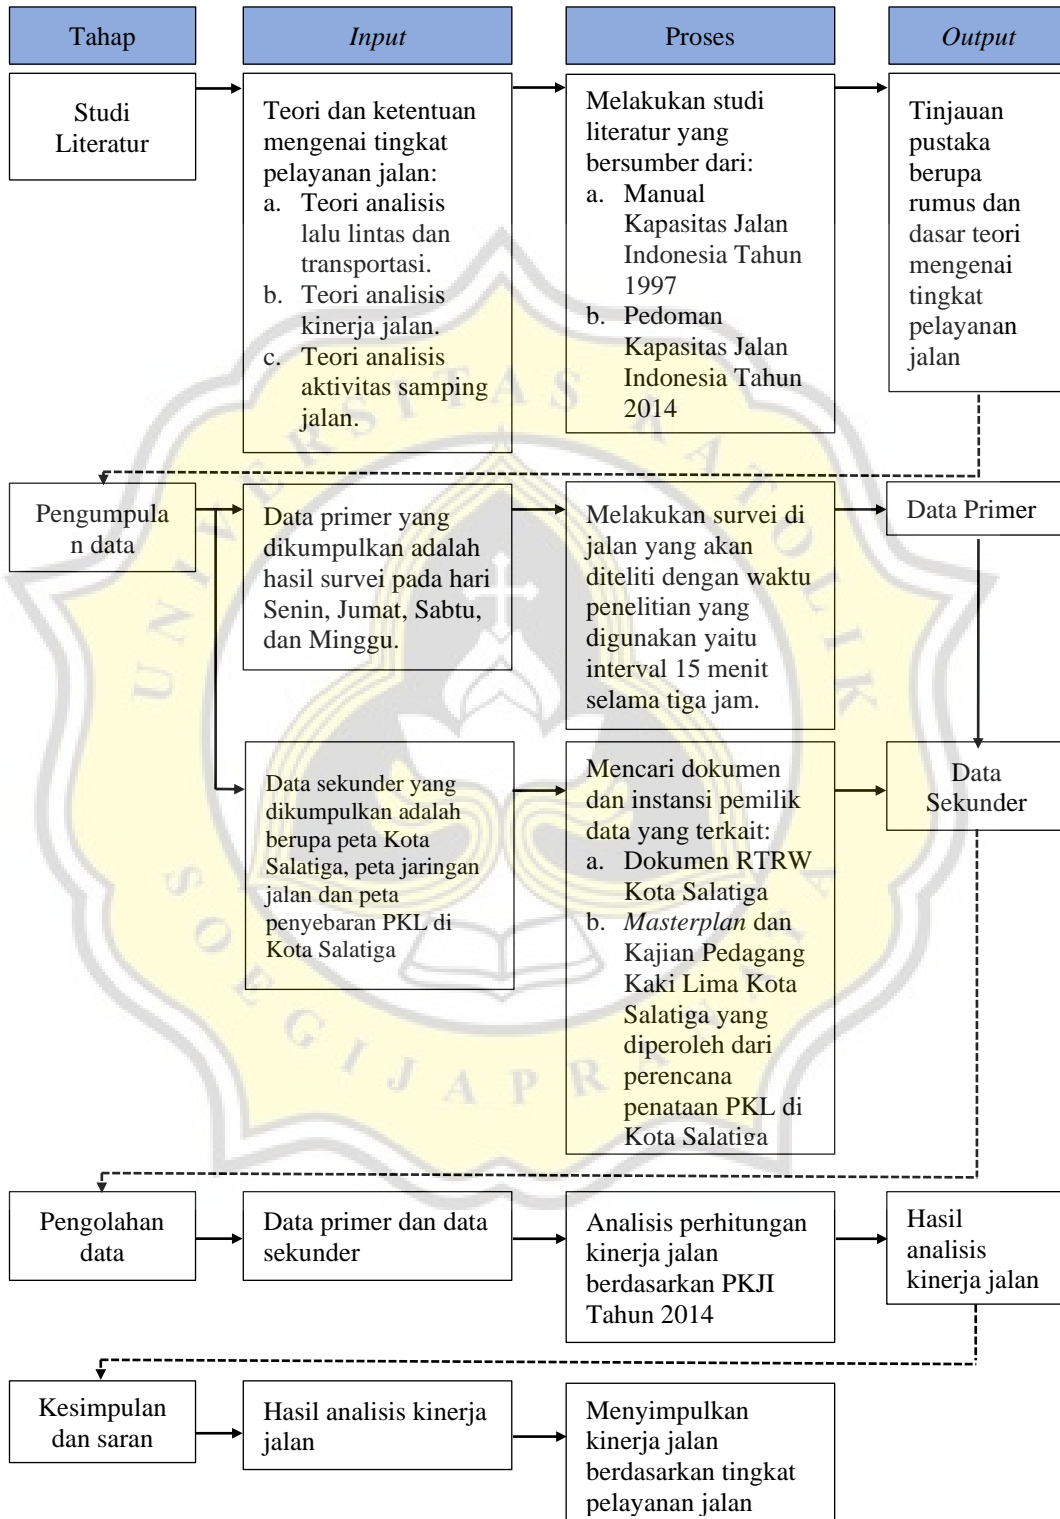 Tahap
Input
Proses
Output
Studi
Literatur
Teori dan ketentuan
mengenai tingkat
pelayanan jalan:
a. Teori analisis
lalu lintas dan
transportasi.
b. Teori analisis
kinerja jalan.
c. Teori analisis
aktivitas samping
jalan.
Melakukan studi
literatur yang
bersumber dari:
a. Manual
Kapasitas Jalan
Indonesia Tahun
1997
b. Pedoman
Kapasitas Jalan
Indonesia Tahun
2014
Tinjauan
pustaka
berupa
rumus dan
dasar teori
mengenai
tingkat
pelayanan
jalan
Pengumpula
n data
Data primer yang
dikumpulkan adalah
hasil survei pada hari
Senin, Jumat, Sabtu,
dan Minggu.
Melakukan survei di
jalan yang akan
diteliti dengan waktu
penelitian yang
digunakan yaitu
interval 15 menit
selama tiga jam.
Data Primer
Data sekunder yang
dikumpulkan adalah
berupa peta Kota
Salatiga, peta jaringan
jalan dan peta
penyebaran PKL di
Kota Salatiga
Mencari dokumen
dan instansi pemilik
data yang terkait:
a. Dokumen RTRW
Kota Salatiga
b. Masterplan dan
Kajian Pedagang
Kaki Lima Kota
Salatiga yang
diperoleh dari
perencana
penataan PKL di
Kota Salatiga
Data
Sekunder
Pengolahan
data
Data primer dan data
sekunder
Analisis perhitungan
kinerja jalan
berdasarkan PKJI
Tahun 2014
Hasil
analisis
kinerja jalan
Kesimpulan
dan saran
Hasil analisis kinerja
jalan
Menyimpulkan
kinerja jalan
berdasarkan tingkat
pelayanan jalan
UNIVERSITAS KATOLIK
SOEGIJAPRANATA